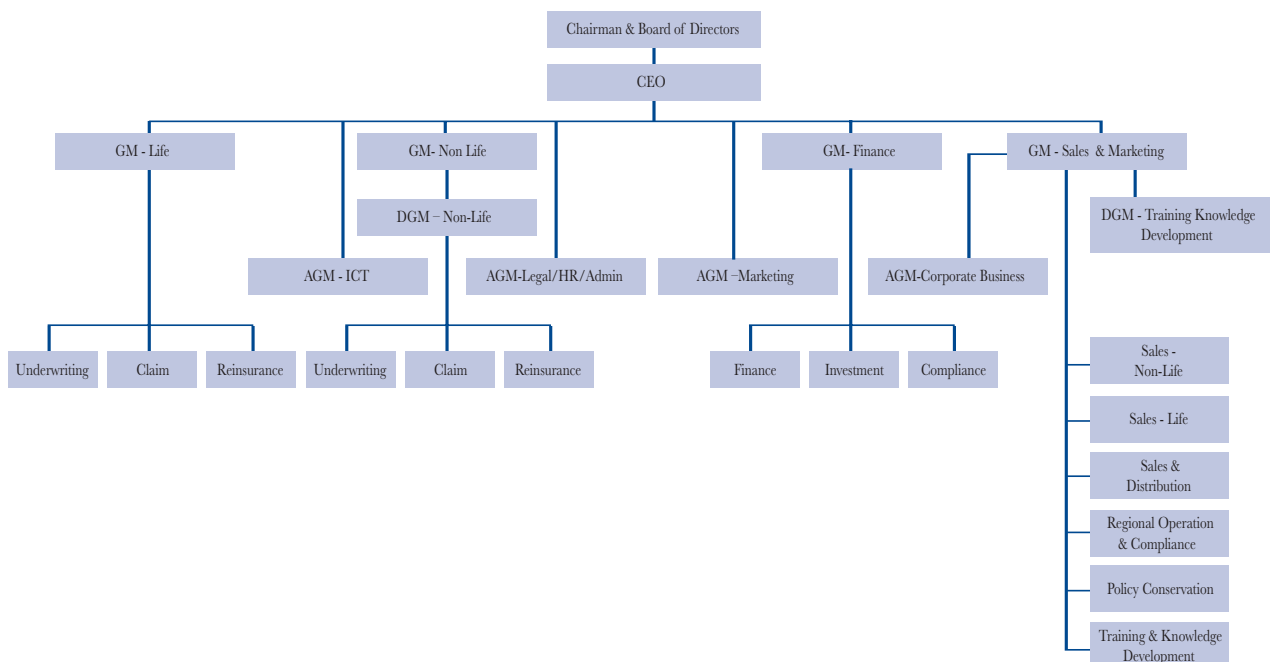 Chairman & Board of Directors
CEO
GM - Life
GM- Non Life
GM- Finance
GM - Sales & Marketing
DGM – Non-Life
DGM - Training Knowledge
Development
AGM - ICT
AGM-Legal/HR/Admin
AGM –Marketing
AGM-Corporate Business
Underwriting
Claim
Reinsurance
Underwriting
Claim
Reinsurance
Finance
Investment
Compliance
Sales -
Non-Life
Sales - Life
Sales &
Distribution
Regional Operation
& Compliance
Policy Conservation
Training & Knowledge
Development